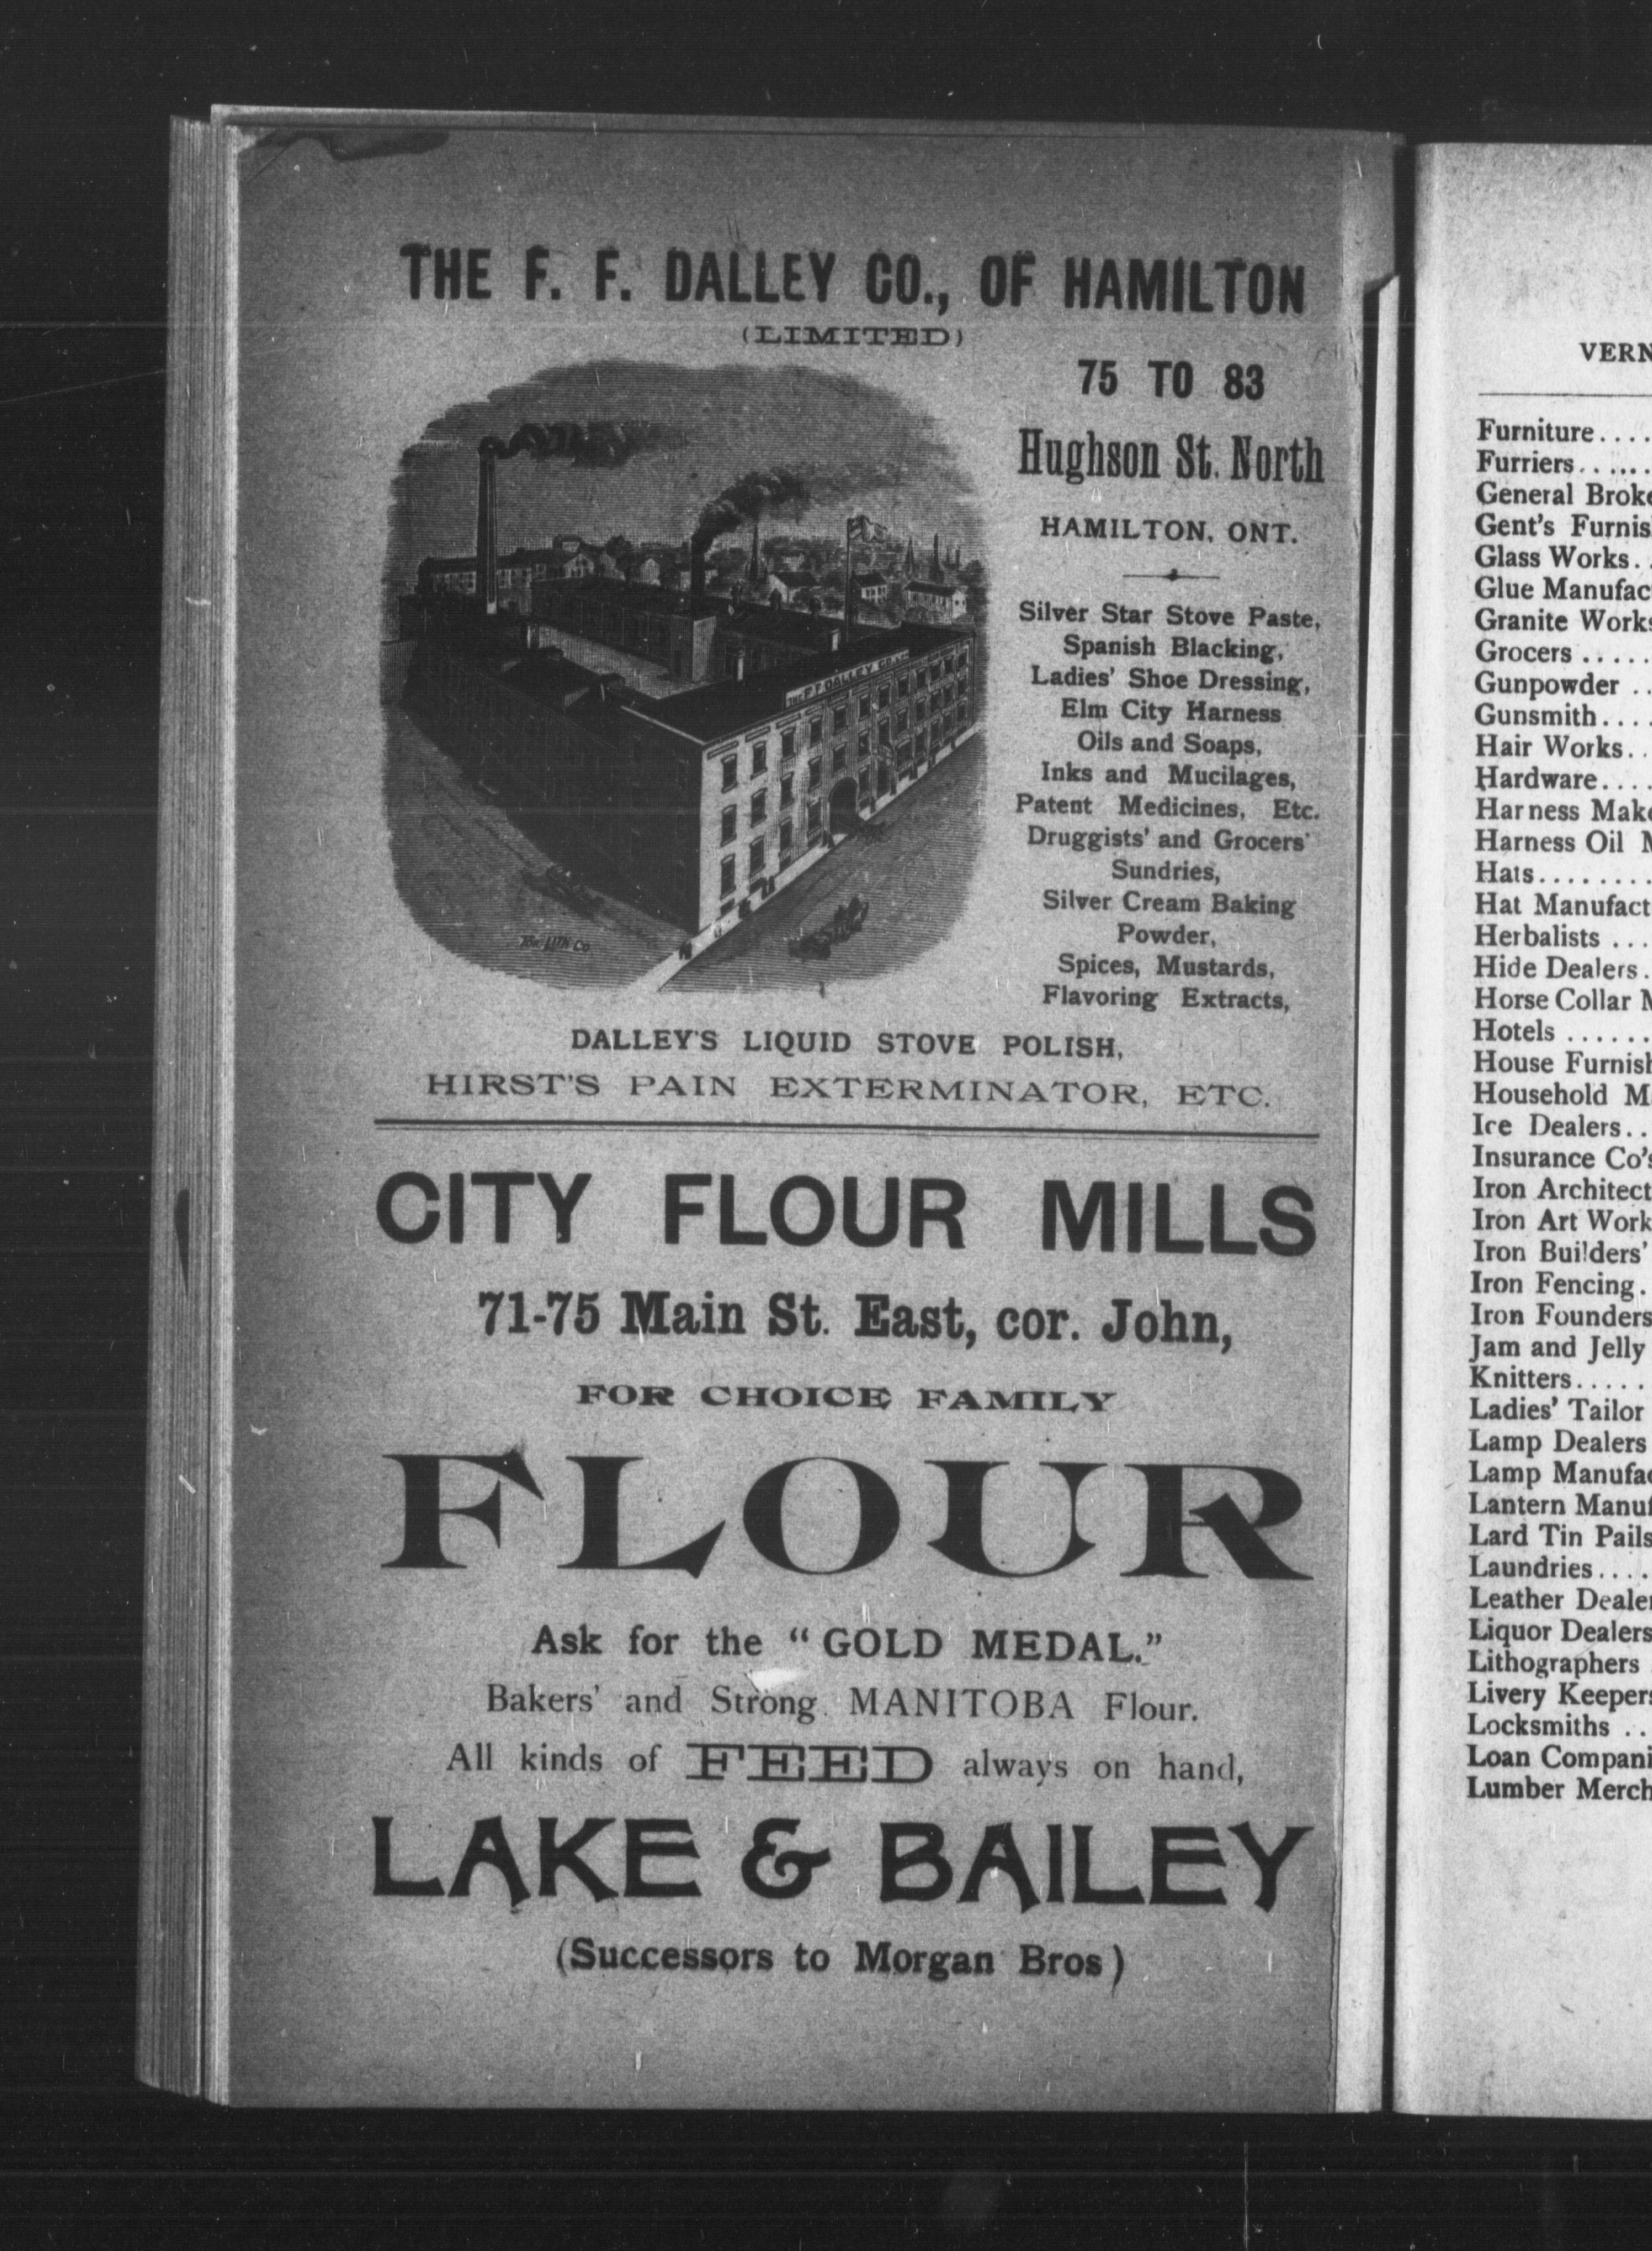 THE F. F. DALLEY CO., OF HAMILTON
(LIMITED)
75 TO 83
Hughson St. North
HAMILTON, ONT.
Silver Star Stove Paste,
Spanish Blacking,
Ladies' Shoe Dressing,
Elm City Harness
Oils and Soaps,
Inks and Mucilages,
Patent Medicines, Etc.
Druggists' and Grocers'
Sundries,
Silver Cream Baking
Powder,
Spices, Mustards,
Flavoring Extracts,
THE F F DALLEY CO
Lith Co
DALLEY'S LIQUID STOVE POLISH,
HIRST'S PAIN EXTERMINATOR, ETC.
CITY FLOUR MILLS
71-75 Main St. East, cor. John,
FOR CHOICE FAMILY
FLOUR
Ask for the “GOLD MEDAL.”
Bakers' and Strong MANITOBA Flour.
All kinds of FEED always on hand,
LAKE & BAILEY
(Successors to Morgan Bros)
VERN
Furniture....
Furriers......
General Broke
Gent's Furnis
Glass Works..
Glue Manufac
Granite Works
Grocers .....
Gunpowder ..
Gunsmith....
Hair Works..
Hardware....
Harness Make
Harness Oil M
Hats........
Hat Manufact
Herbalists ...
Hide Dealers.
Horse Collar M
Hotels ......
House Furnish
Household M
Ice Dealers..
Insurance Co's
Iron Architect
Iron Art Work
Iron Builders'
Iron Fencing.
Iron Founders
Jam and Jelly
Knitters.....
Ladies' Tailor
Lamp Dealers
Lamp Manufac
Lantern Manuf
Lard Tin Pails
Laundries....
Leather Dealer
Liquor Dealers
Lithographers
Livery Keepers
Locksmiths ..
Loan Compani
Lumber Merch